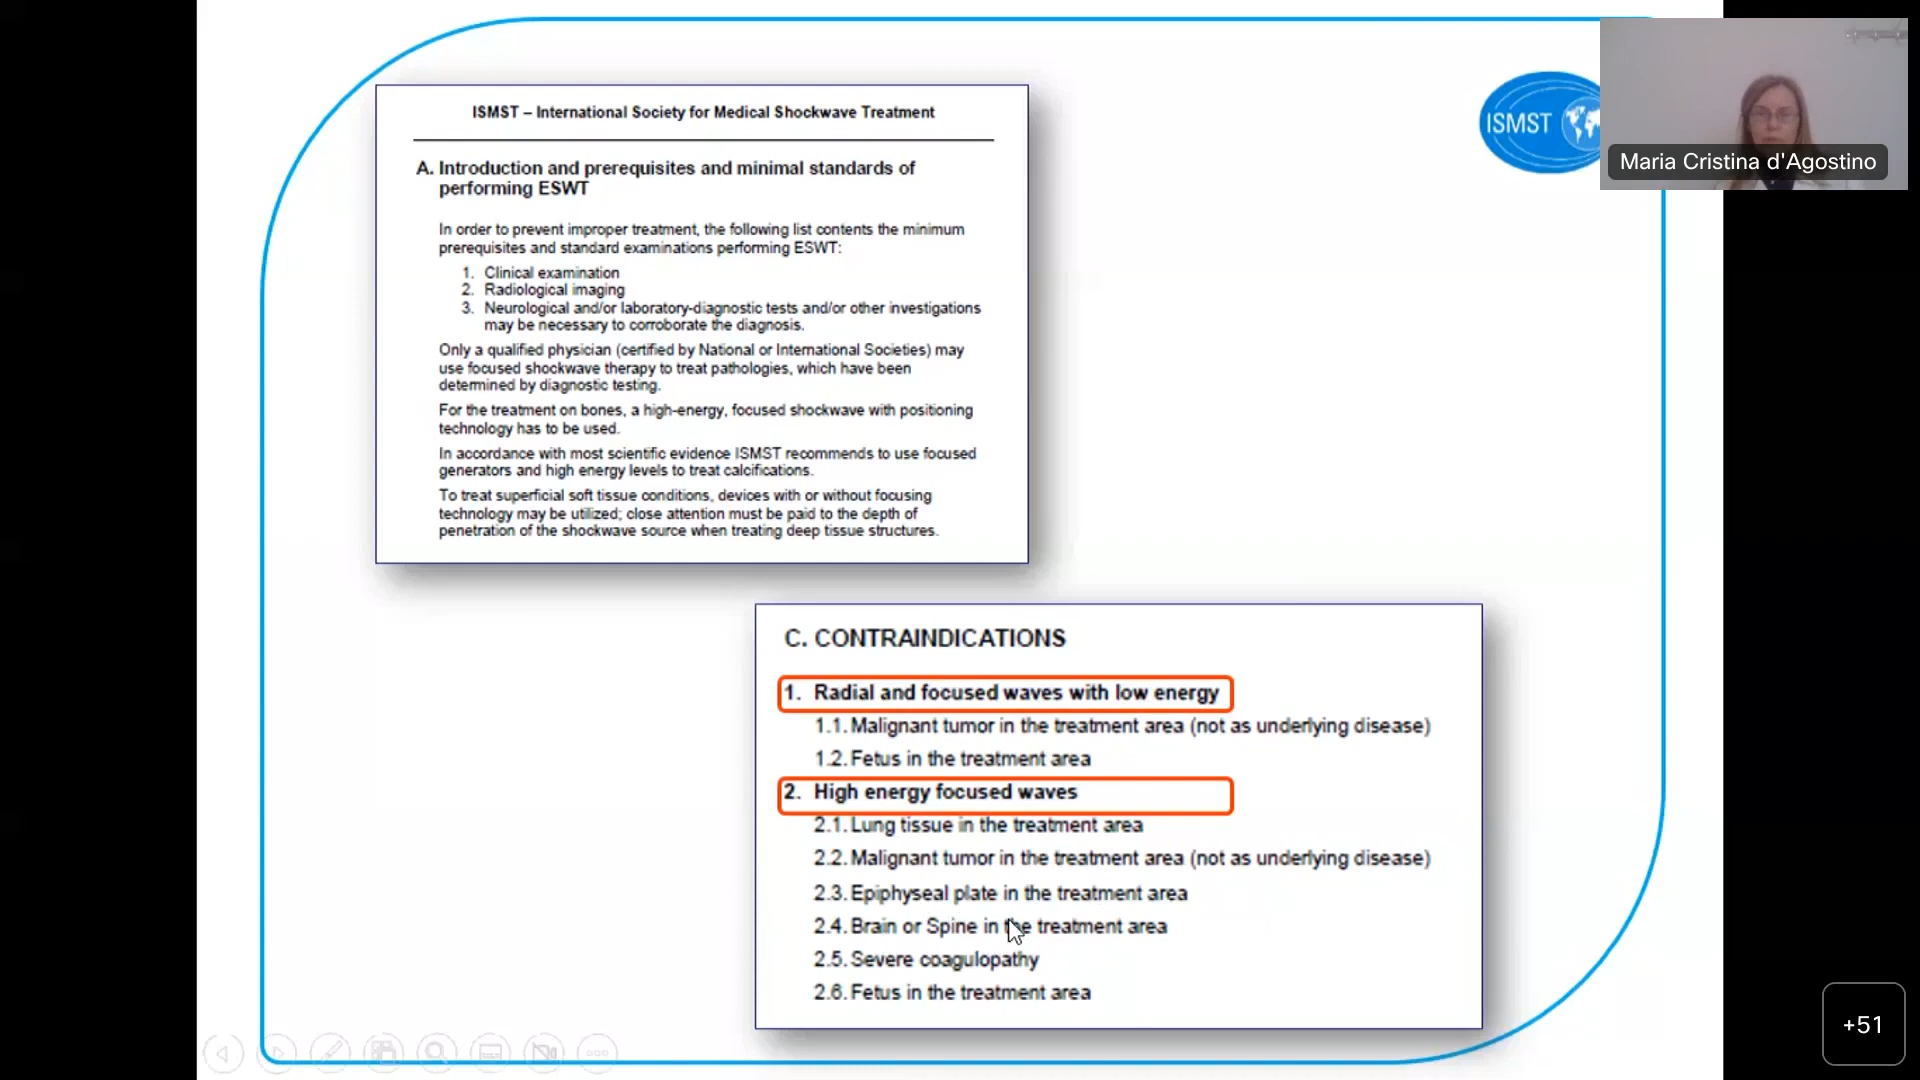 ISMST – International Society for Medical Shockwave Treatment
A. Introduction and prerequisites and minimal standards of
performing ESWT
In order to prevent improper treatment, the following list contents the minimum
prerequisites and standard examinations performing ESWT:
1. Clinical examination
2. Radiological imaging
3. Neurological and/or laboratory-diagnostic tests and/or other investigations
may be necessary to corroborate the diagnosis.
Only a qualified physician (certified by National or International Societies) may
use focused shockwave therapy to treat pathologies, which have been
determined by diagnostic testing.
For the treatment on bones, a high-energy, focused shockwave with positioning
technology has to be used.
In accordance with most scientific evidence ISMST recommends to use focused
generators and high energy levels to treat calcifications.
To treat superficial soft tissue conditions, devices with or without focusing
technology may be utilized; close attention must be paid to the depth of
penetration of the shockwave source when treating deep tissue structures.
ISMST
Maria Cristina d'Agostino
C. CONTRAINDICATIONS
1. Radial and focused waves with low energy
1.1. Malignant tumor in the treatment area (not as underlying disease)
1.2. Fetus in the treatment area
2. High energy focused waves
2.1. Lung tissue in the treatment area
2.2. Malignant tumor in the treatment area (not as underlying disease)
2.3. Epiphyseal plate in the treatment area
2.4. Brain or Spine in the treatment area
2.5. Severe coagulopathy
2.6. Fetus in the treatment area
+51